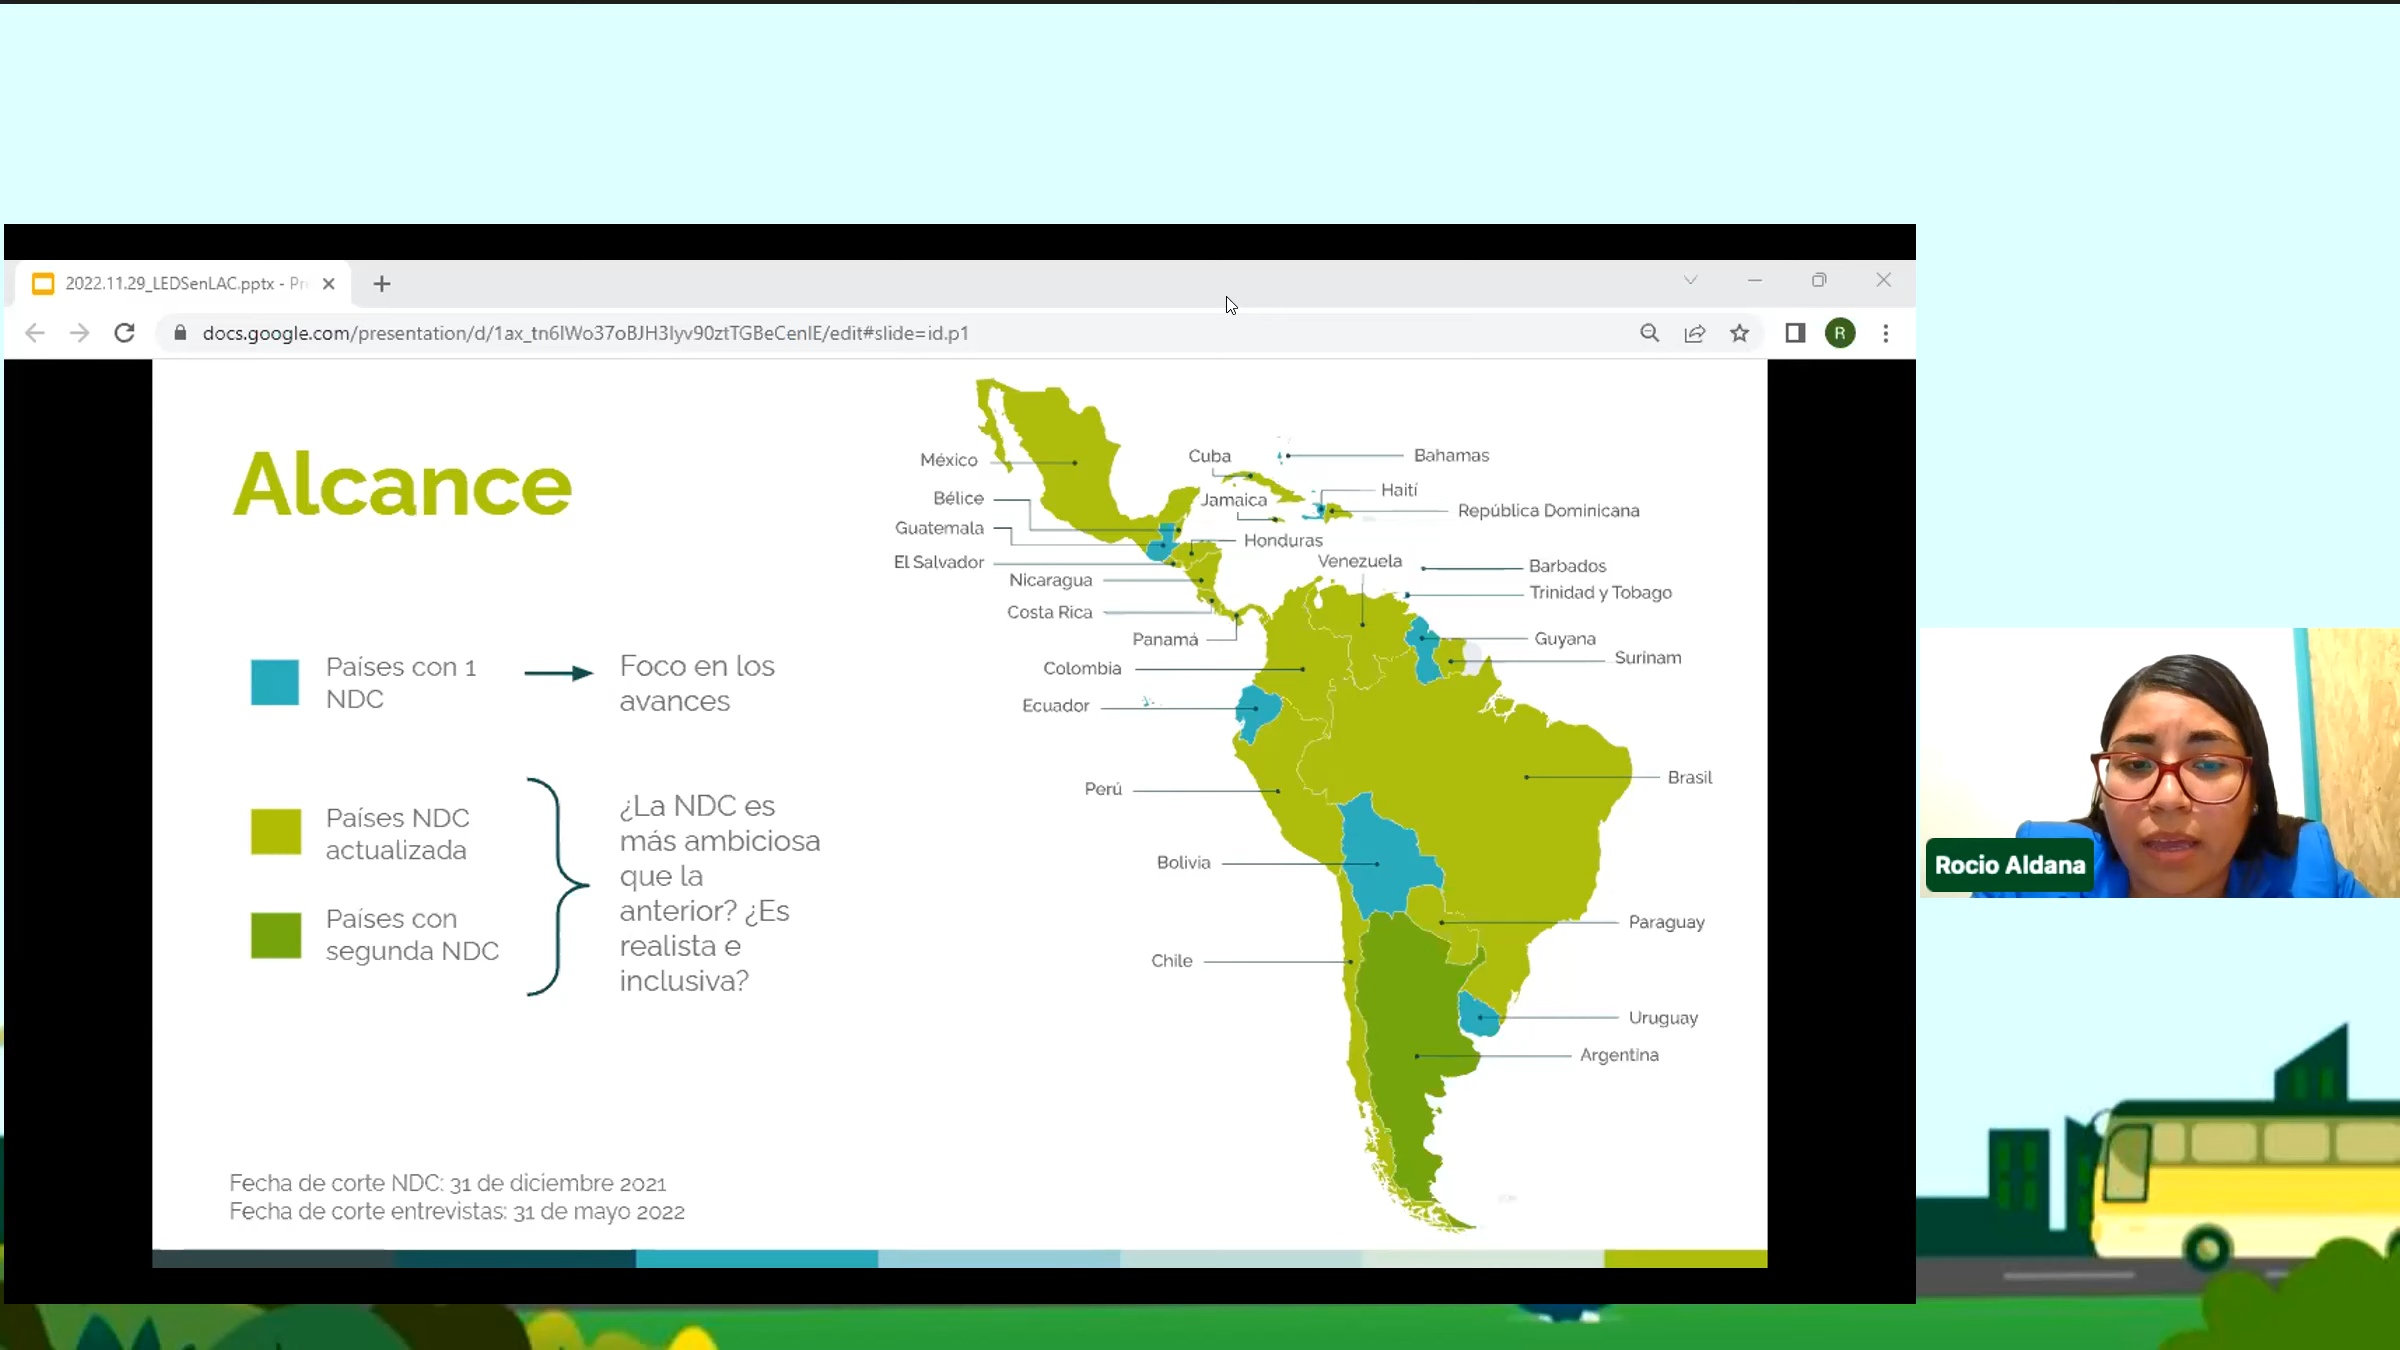 2022.11.29_LEDSenLAC.pptx - Pr
docs.google.com/presentation/d/1ax_tn6lWo37oBJH3lyv90ztTGBeCenlE/edit#slide=id.p1
R
Alcance
Países con 1
NDC
Foco en los
avances
Países NDC
actualizada
Países con
segunda NDC
¿La NDC es
más ambiciosa
que la
anterior? ¿Es
realista e
inclusiva?
Fecha de corte NDC: 31 de diciembre 2021
Fecha de corte entrevistas: 31 de mayo 2022
México
Cuba
Bahamas
Bélice
Jamaica
Haití
República Dominicana
Guatemala
Honduras
El Salvador
Venezuela
Barbados
Nicaragua
Trinidad y Tobago
Costa Rica
Panamá
Guyana
Surinam
Colombia
Ecuador
Perú
Brasil
Bolivia
Paraguay
Chile
Uruguay
Argentina
Rocio Aldana